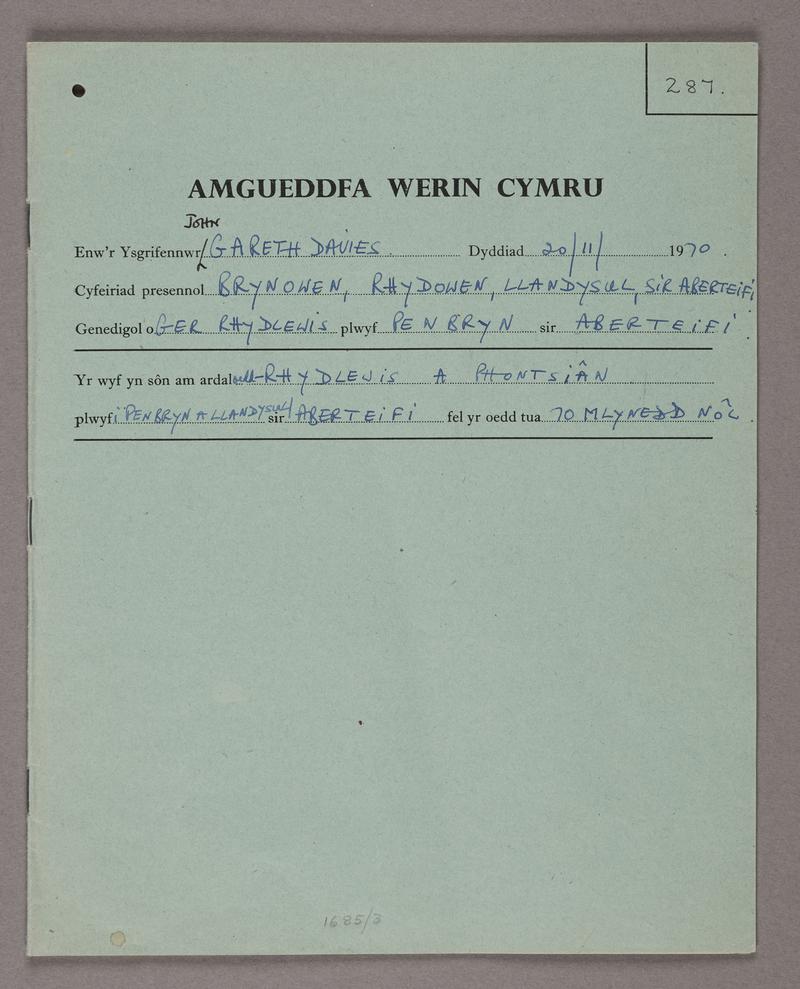 287.
AMGUEDDFA WERIN CYMRU
JOHN
Enw'r Ysgrifennwr GARETH DAVIES. Dyddiad 20/11/ 1970.
Cyfeiriad presennol BRYNOWEN, RHYDOWEN, LLANDYSUL, SIR ABERTEIFI
Genedigol o GER RHYDLEWIS plwyf PENBRYN sir ABERTEIFI.
Yr wyf yn sôn am ardaloedd RHYDLEWIS A PHONTSIÂN
plwyfi PENBRYN A LLANDYSUL sir ABERTEIFI fel yr oedd tua 70 MLYNEDD NÔL.
1685/3